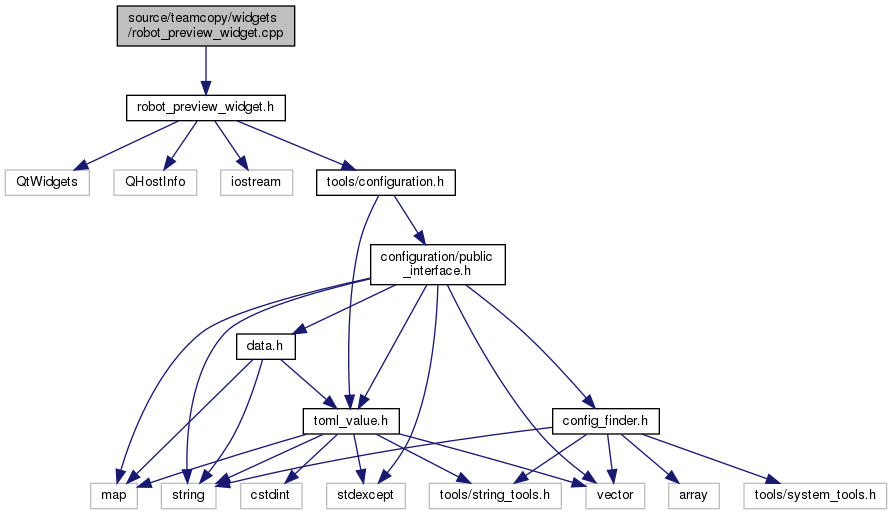 source/teamcopy/widgets
/robot_preview_widget.cpp
robot_preview_widget.h
QtWidgets
QHostInfo
iostream
tools/configuration.h
configuration/public
_interface.h
data.h
toml_value.h
config_finder.h
map
string
cstdint
stdexcept
tools/string_tools.h
vector
array
tools/system_tools.h